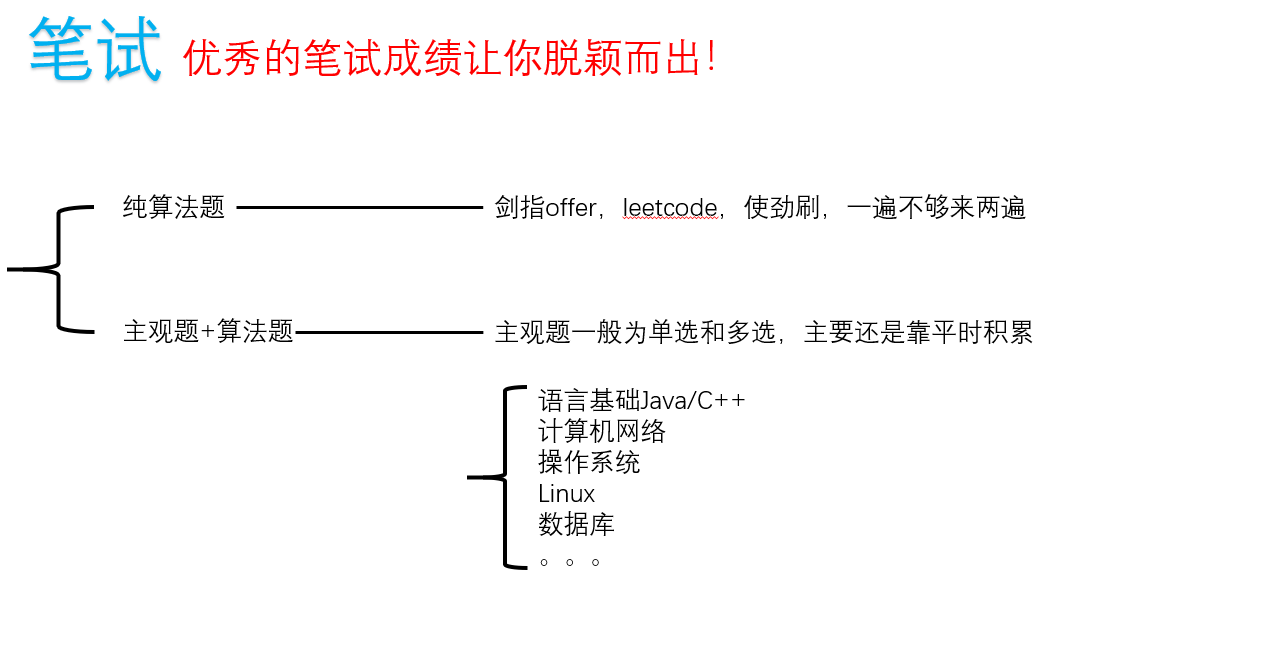 笔试 优秀的笔试成绩让你脱颖而出！
纯算法题 剑指offer，leetcode，使劲刷，一遍不够来两遍
主观题+算法题 主观题一般为单选和多选，主要还是靠平时积累
语言基础Java/C++
计算机网络
操作系统
Linux
数据库
。。。